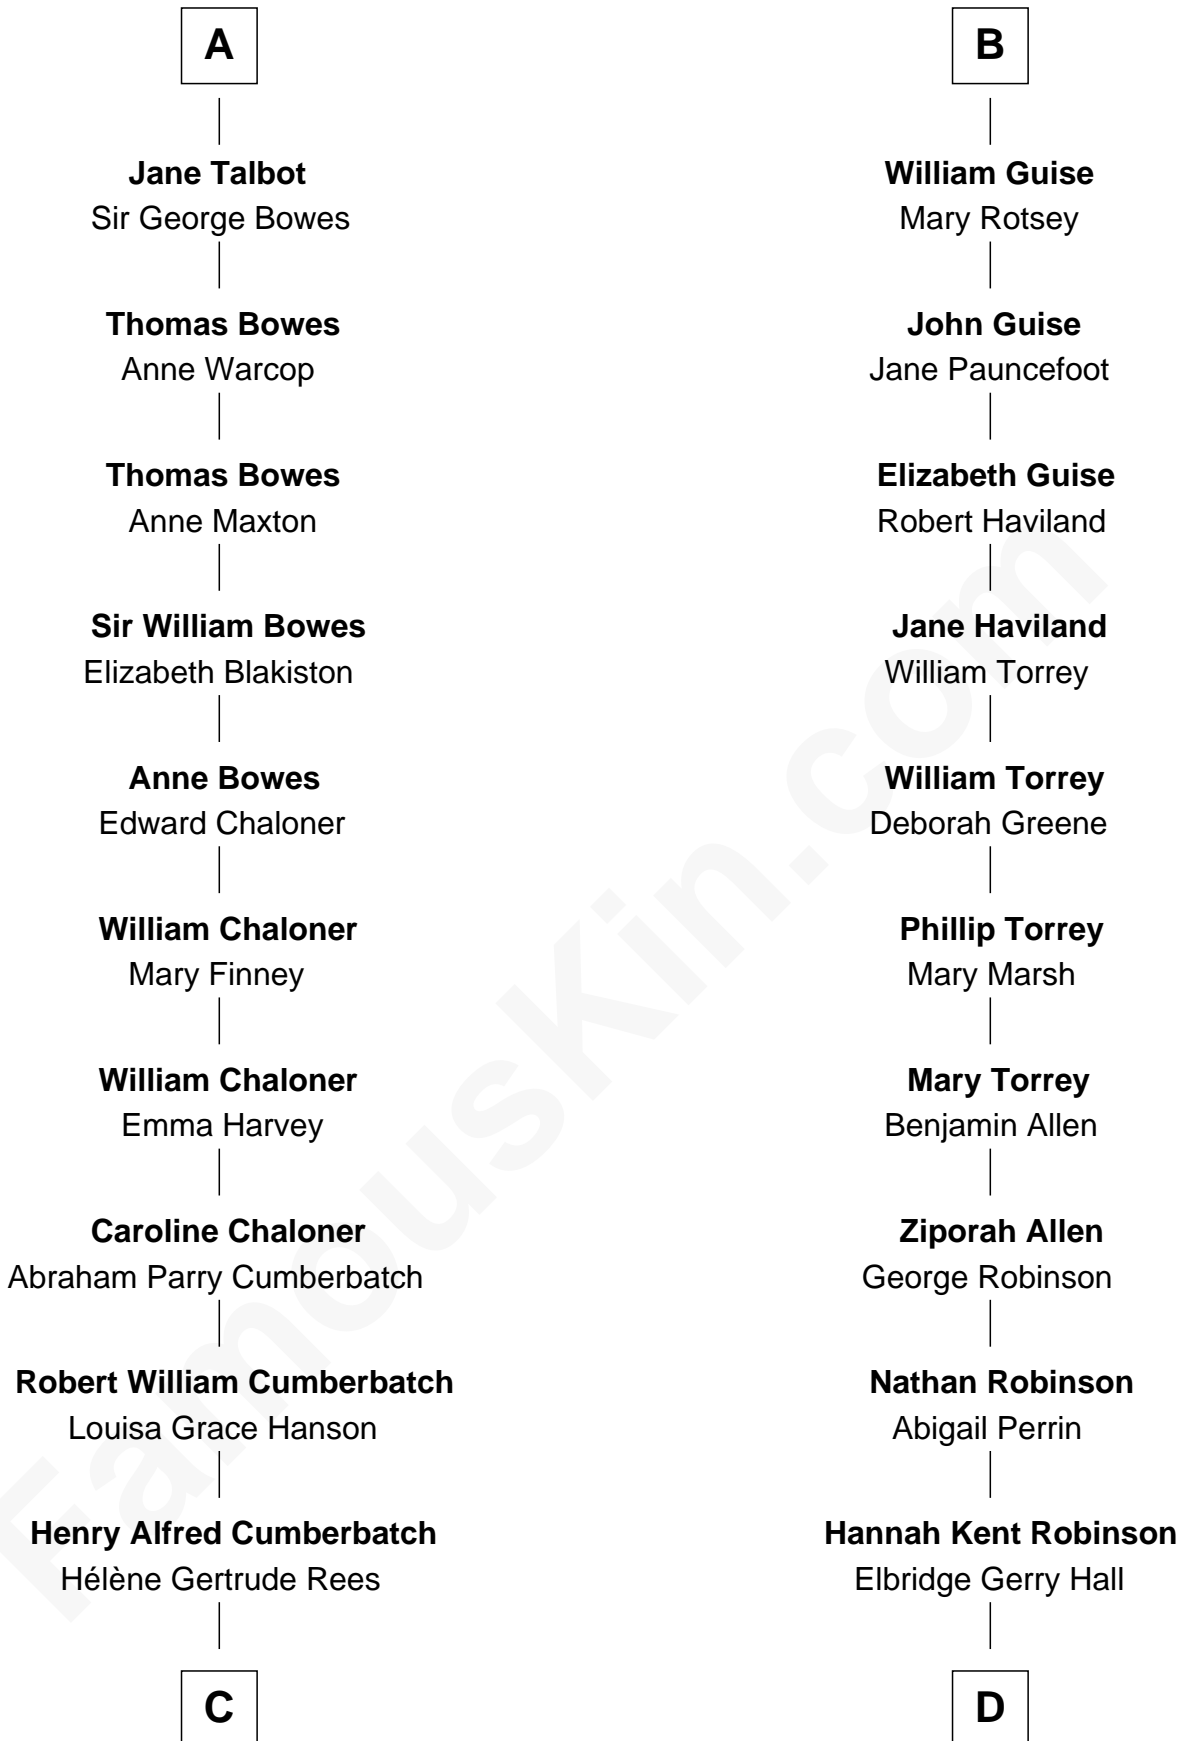 A
Jane Talbot
Sir George Bowes
Thomas Bowes
Anne Warcop
Thomas Bowes
Anne Maxton
Sir William Bowes
Elizabeth Blakiston
Anne Bowes
Edward Chaloner
William Chaloner
Mary Finney
William Chaloner
Emma Harvey
Caroline Chaloner
Abraham Parry Cumberbatch
Robert William Cumberbatch
Louisa Grace Hanson
Henry Alfred Cumberbatch
Hélène Gertrude Rees
C
B
William Guise
Mary Rotsey
John Guise
Jane Pauncefoot
Elizabeth Guise
Robert Haviland
Jane Haviland
William Torrey
William Torrey
Deborah Greene
Phillip Torrey
Mary Marsh
Mary Torrey
Benjamin Allen
Ziporah Allen
George Robinson
Nathan Robinson
Abigail Perrin
Hannah Kent Robinson
Elbridge Gerry Hall
D
FamousKin.com